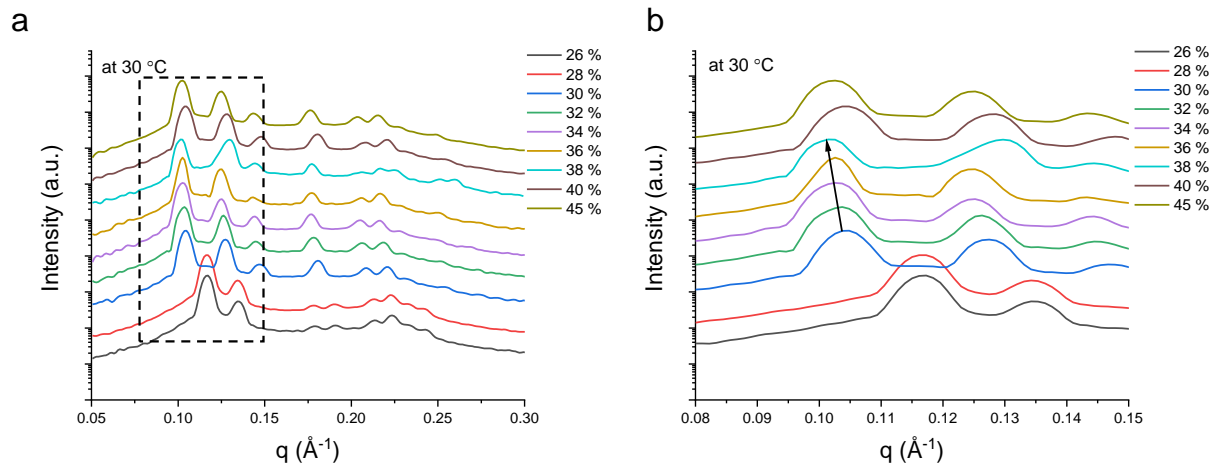 a
at 30 °C
26 %
28 %
30 %
32 %
34 %
36 %
38 %
40 %
45 %
Intensity (a.u.)
0.05 0.10 0.15 0.20 0.25 0.30
q (Å-1)
b
at 30 °C
26 %
28 %
30 %
32 %
34 %
36 %
38 %
40 %
45 %
Intensity (a.u.)
0.08 0.09 0.10 0.11 0.12 0.13 0.14 0.15
q (Å-1)